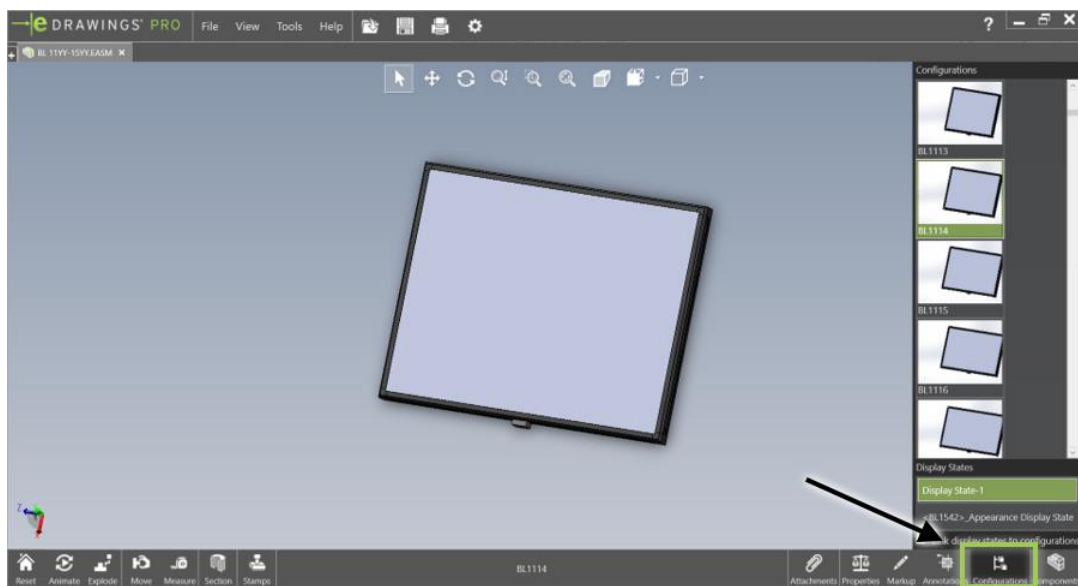 eDRAWINGS® PRO File View Tools Help ?
BL 11YY-15YY.EASM
Configurations
BL1113
BL1114
BL1115
BL1116
Display States
Display State-1
<BL1542>_Appearance Display State
display states to configurations
Z
Reset Animate Explode Move Measure Section Stamps BL1114 Attachments Properties Markup Annotations Configurations Components